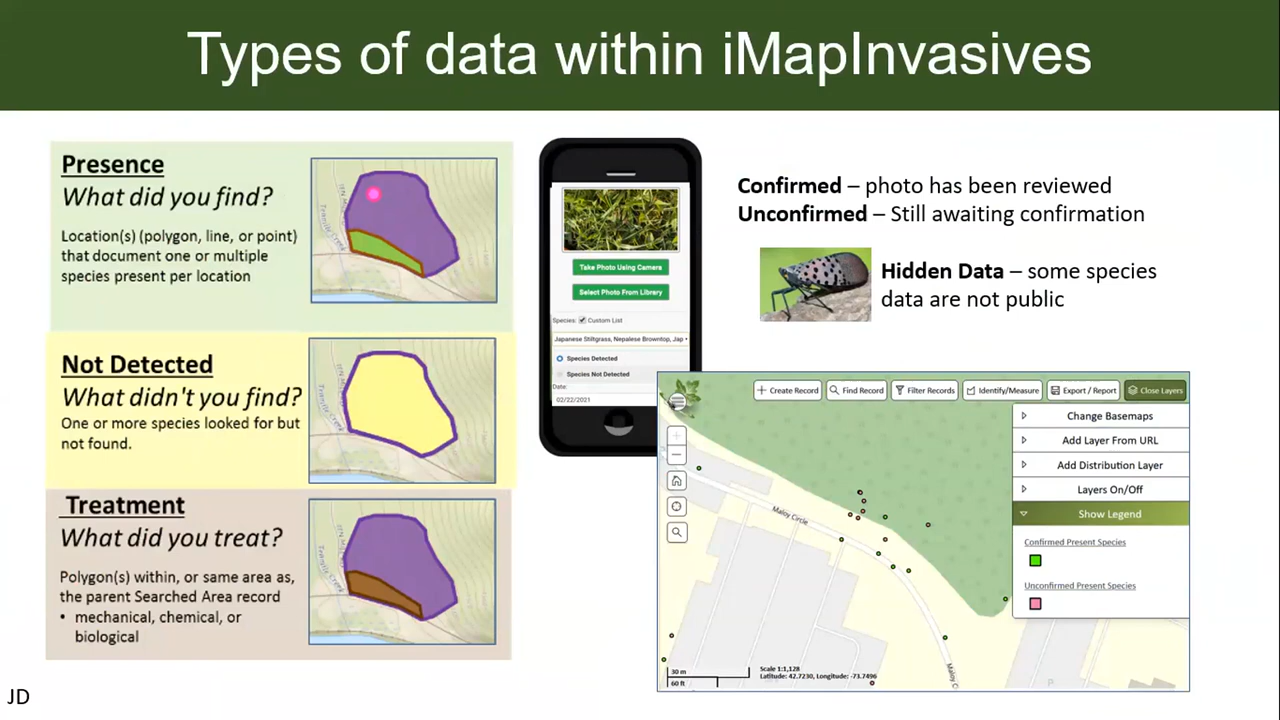 Types of data within iMapInvasives
Presence
What did you find?
Location(s) (polygon, line, or point)
that document one or multiple
species present per location
Not Detected
What didn't you find?
One or more species looked for but
not found.
Treatment
What did you treat?
Polygon(s) within, or same area as,
the parent Searched Area record
• mechanical, chemical, or
biological
Take Photo Using Camera
Select Photo From Library
Species: Custom List
Japanese Stiltgrass, Nepalese Browntop, Jap
Species Detected
Species Not Detected
Date:
02/22/2021
Confirmed – photo has been reviewed
Unconfirmed – Still awaiting confirmation
Hidden Data – some species
data are not public
Create Record
Find Record
Filter Records
Identify/Measure
Export / Report
Close Layers
Change Basemaps
Add Layer From URL
Add Distribution Layer
Layers On/Off
Show Legend
Confirmed Present Species
Unconfirmed Present Species
Maloy Circle
Maloy C
30 m
60 ft
Scale 1:1,128
Latitude: 42.7230, Longitude: -73.7496
JD